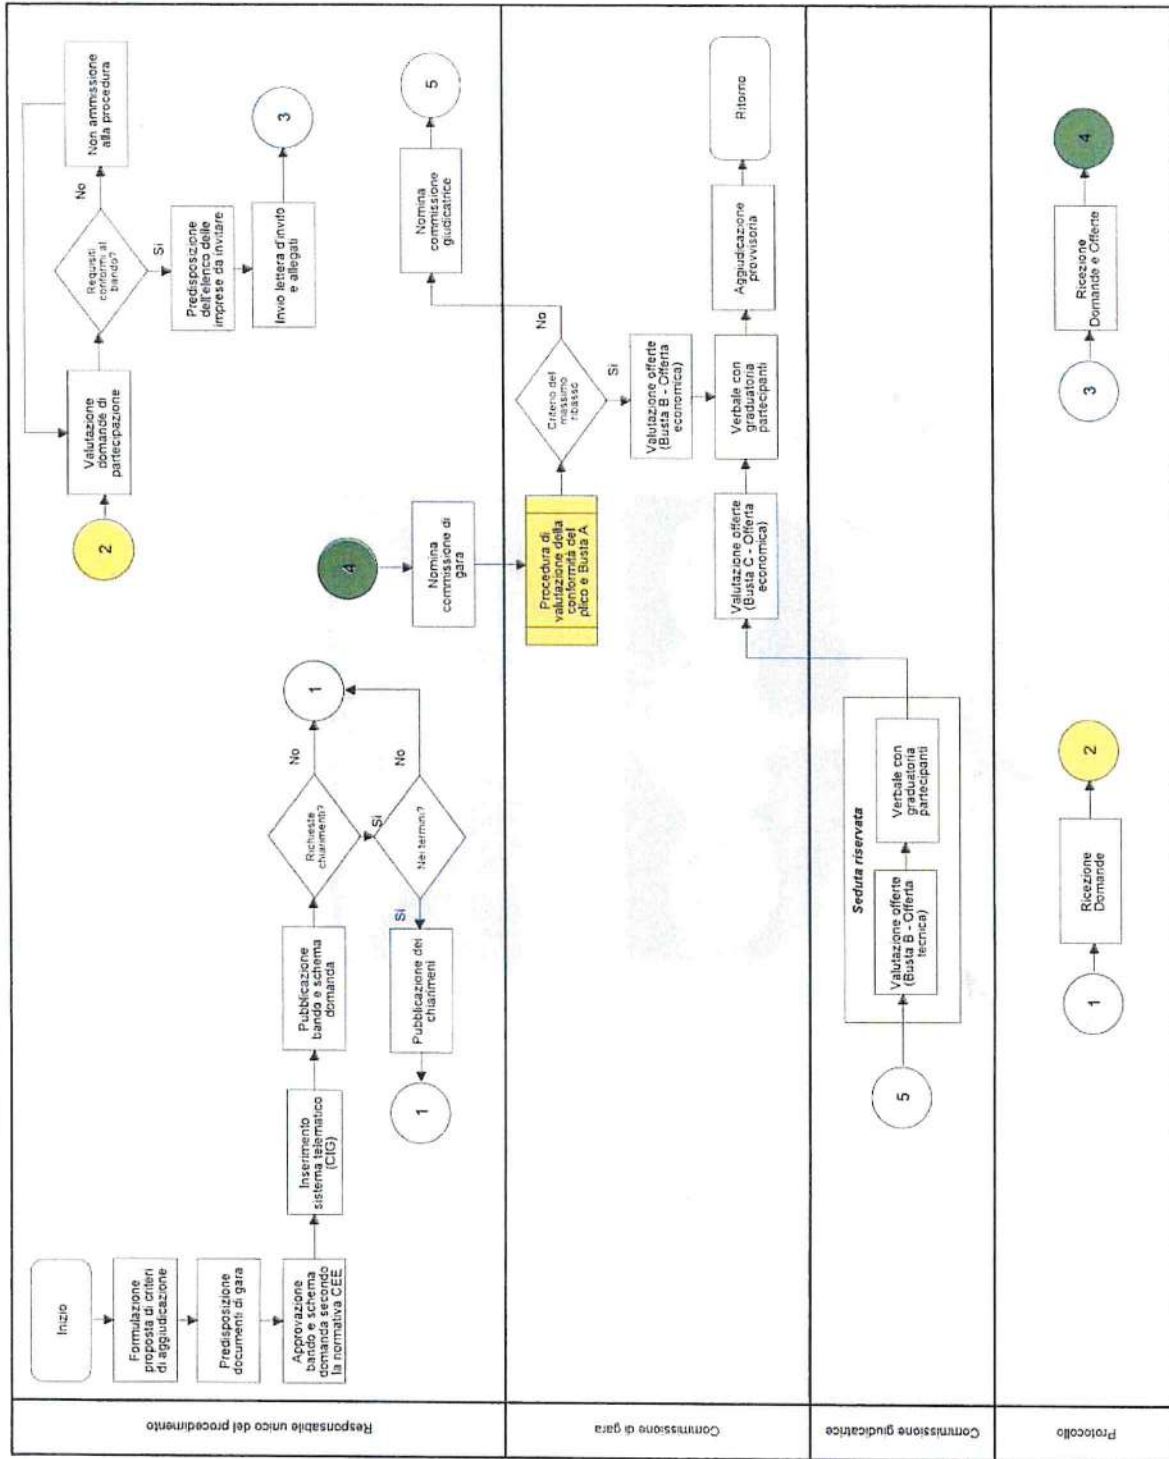 Responsabile unico del procedimento
Inizio
Formulazione
proposta di criteri
di aggiudicazione
Predisposizione
documenti di gara
Approvazione
bando e schema
domanda secondo
la normativa CEE
Inserimento
sistema telematico
(CIG)
Pubblicazione
bando e schema
domanda
Richieste
chiarimenti?
No
1
Si
Nei termini?
No
Si
Pubblicazione dei
chiarimeni
1
2
Valutazione
domande di
partecipazione
Requisiti
conformi al
bando?
No
Non ammissione
alla procedura
Si
Predisposizione
dell'elenco delle
imprese da invitare
Invio lettera d'invito
e allegati
3
4
Nomina
commissione di
gara
Nomina
commissione
giudicatrice
5
Commissione di gara
Procedura di
valutazione della
conformità del
plico e Busta A
Criterio del
massimo
ribasso
No
Si
Valutazione offerte
(Busta B - Offerta
economica)
Valutazione offerte
(Busta C - Offerta
economica)
Verbale con
graduatoria
partecipanti
Aggiudicazione
provvisoria
Ritorno
Commissione giudicatrice
5
Seduta riservata
Valutazione offerte
(Busta B - Offerta
tecnica)
Verbale con
graduatoria
partecipanti
Protocollo
1
Ricezione
Domande
2
3
Ricezione
Domande e Offerte
4